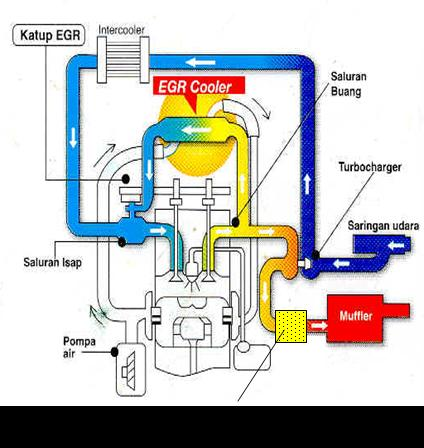 Intercooler
Katup EGR
EGR Cooler
Saluran
Buang
Turbocharger
Saringan udara
Saluran Isap
Muffler
Pompa
air